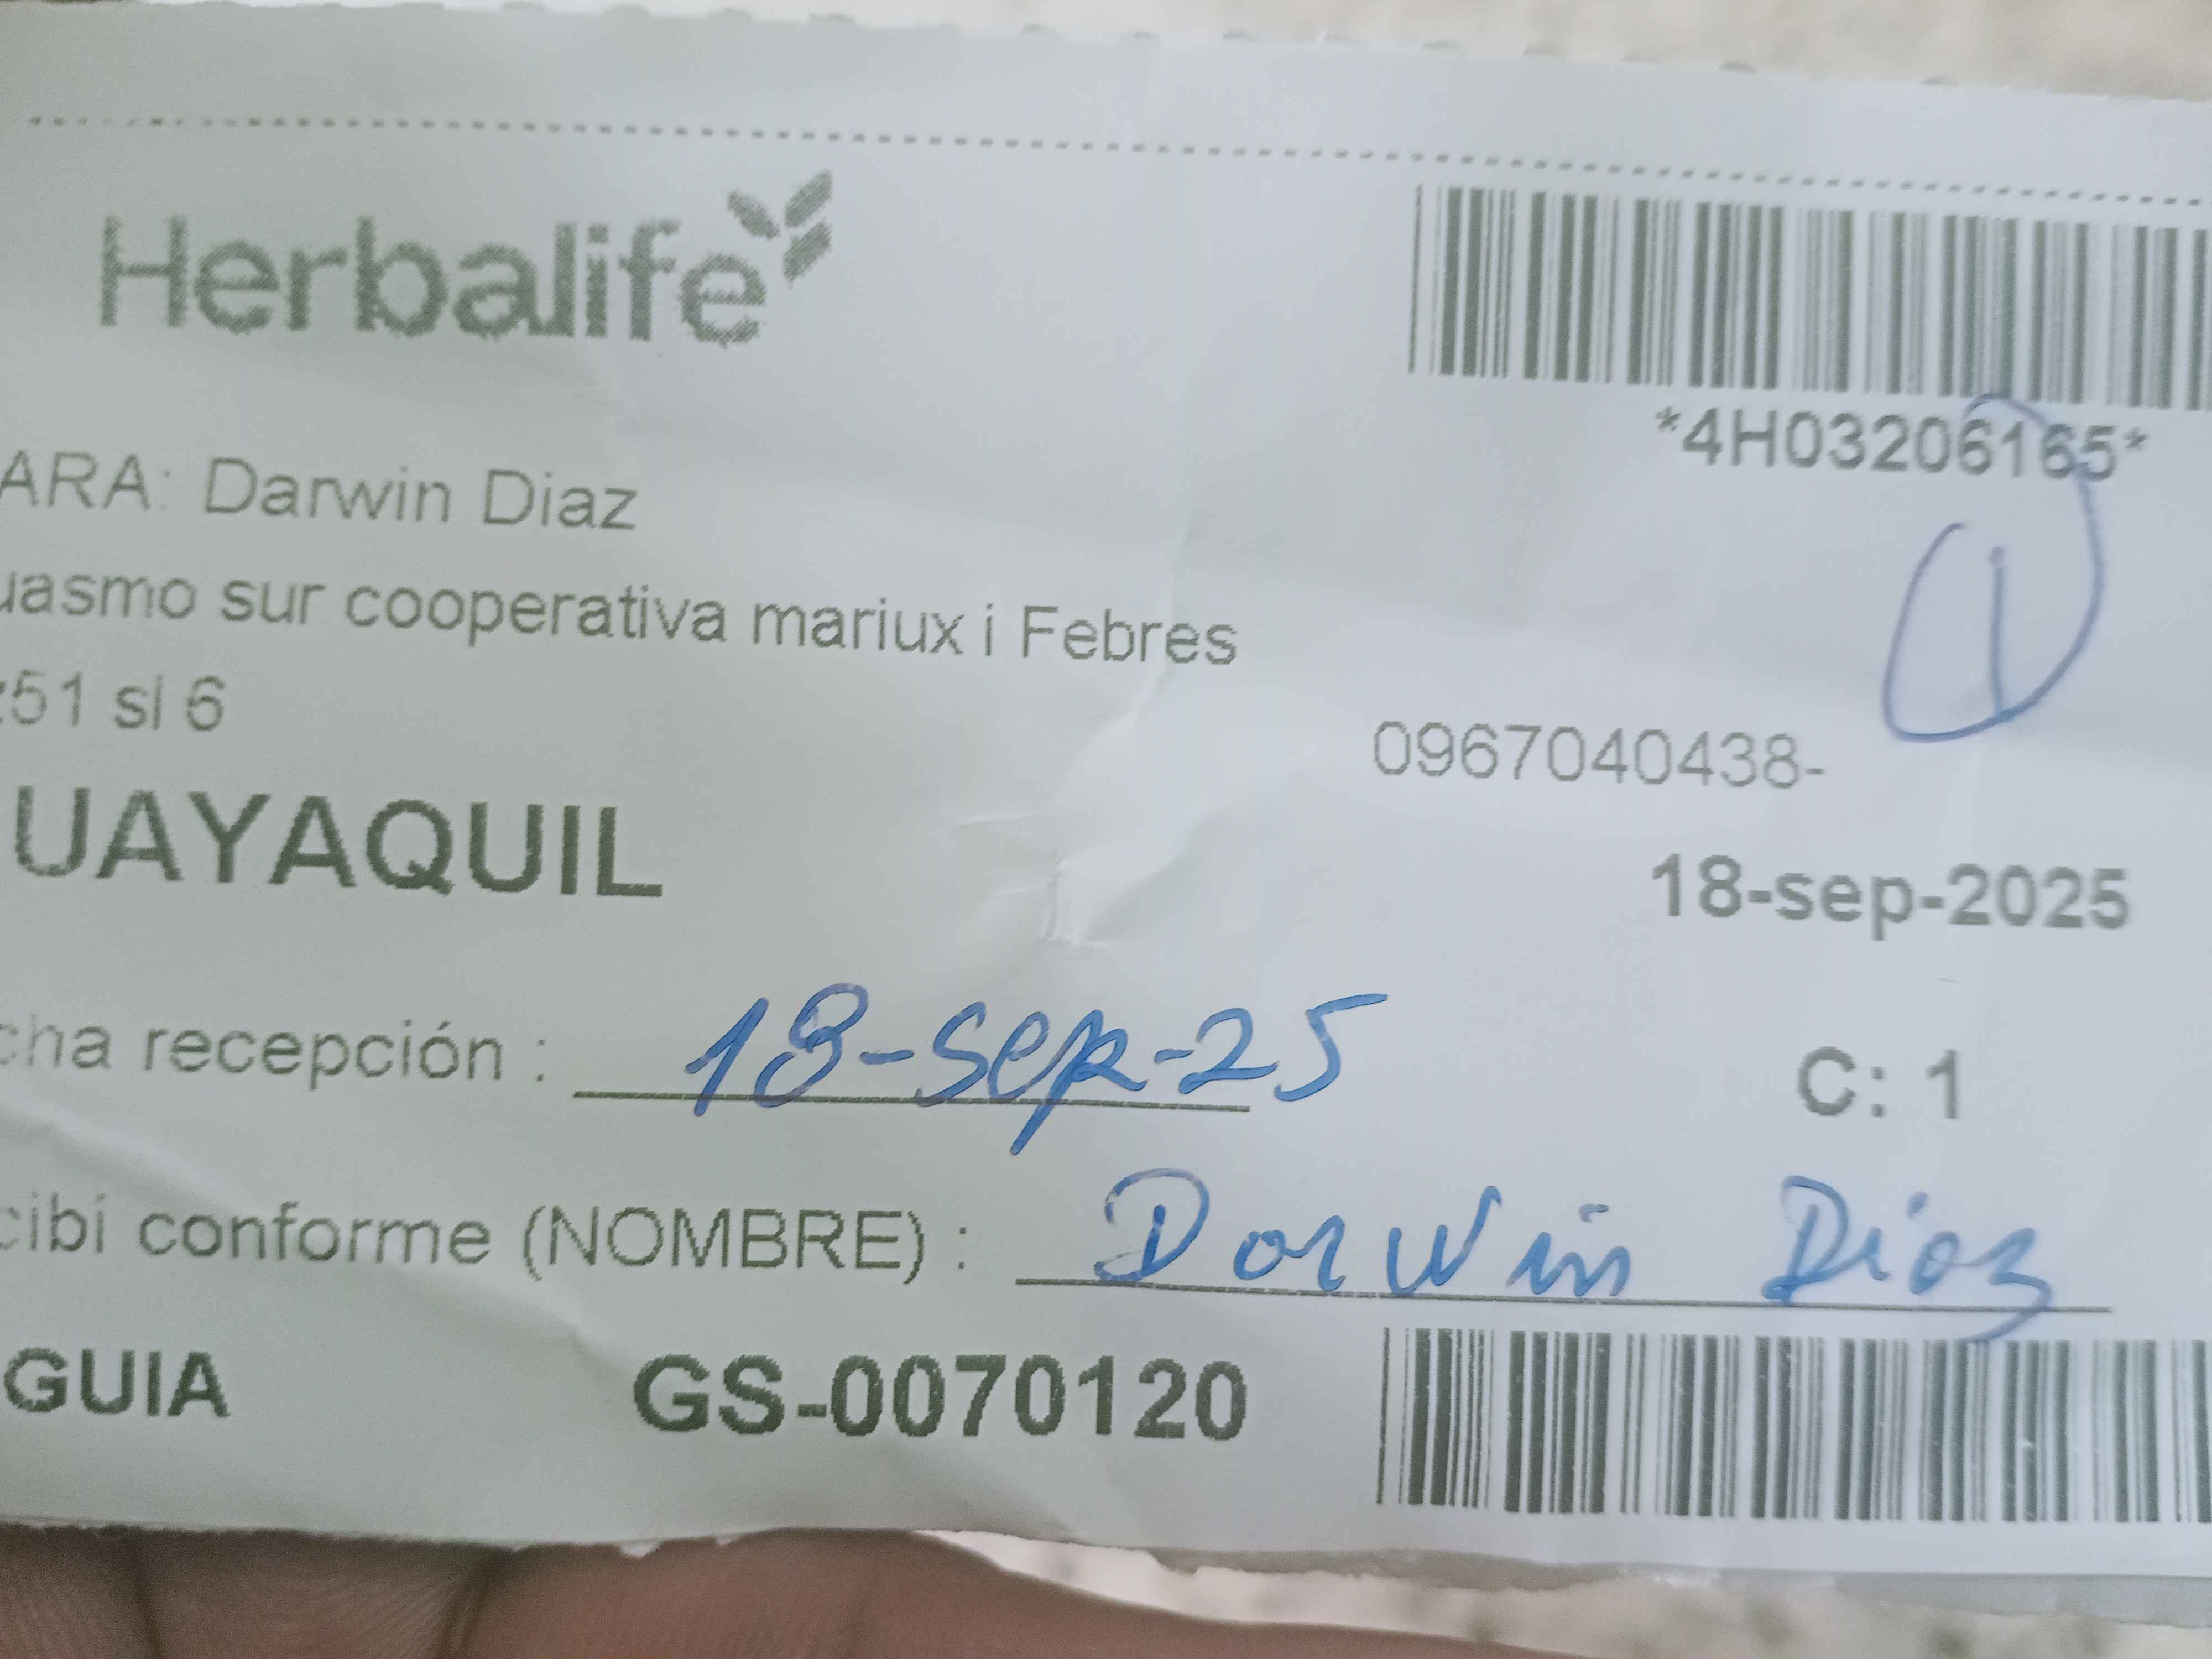 Herbalife
*4H03206165*
ARA: Darwin Diaz
uasmo sur cooperativa mariux i Febres
51 sl 6
0967040438-
UAYAQUIL
18-sep-2025
cha recepción : 18-sep-25
C: 1
cibi conforme (NOMBRE) : Darwin Diaz
GUIA GS-0070120
1